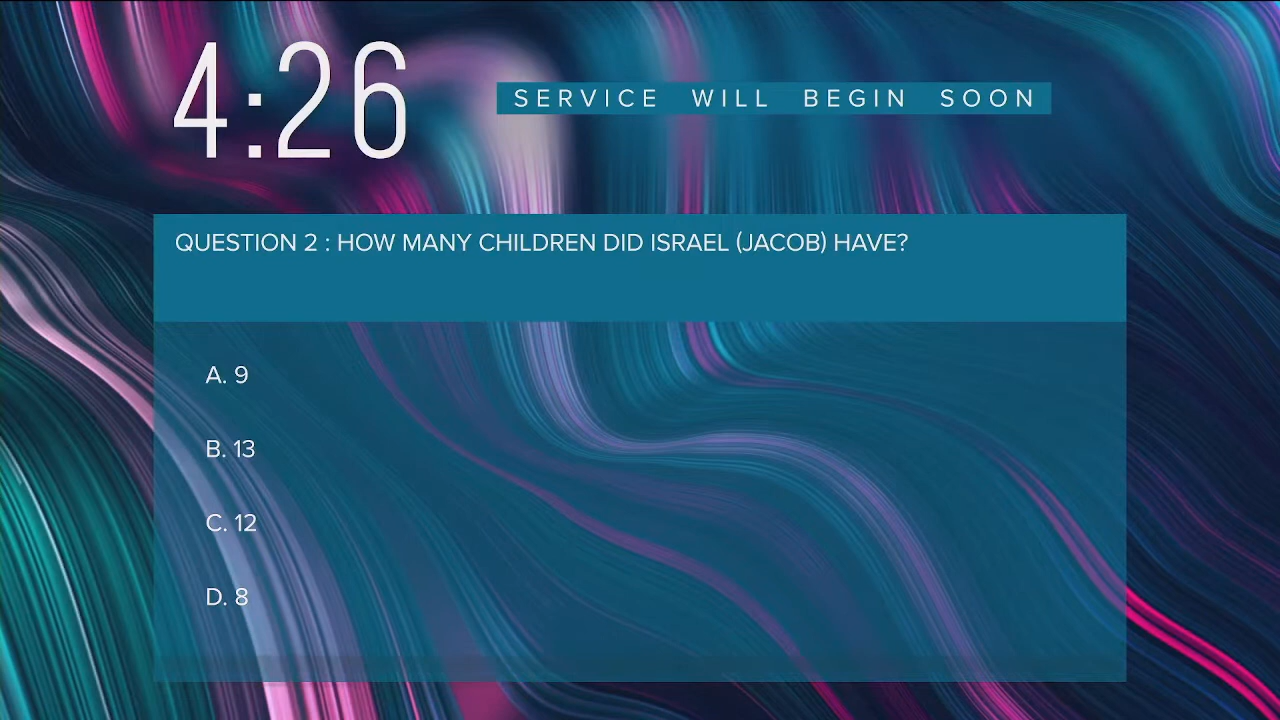 4:26
SERVICE WILL BEGIN SOON
QUESTION 2 : HOW MANY CHILDREN DID ISRAEL (JACOB) HAVE?
A. 9
B. 13
C. 12
D. 8